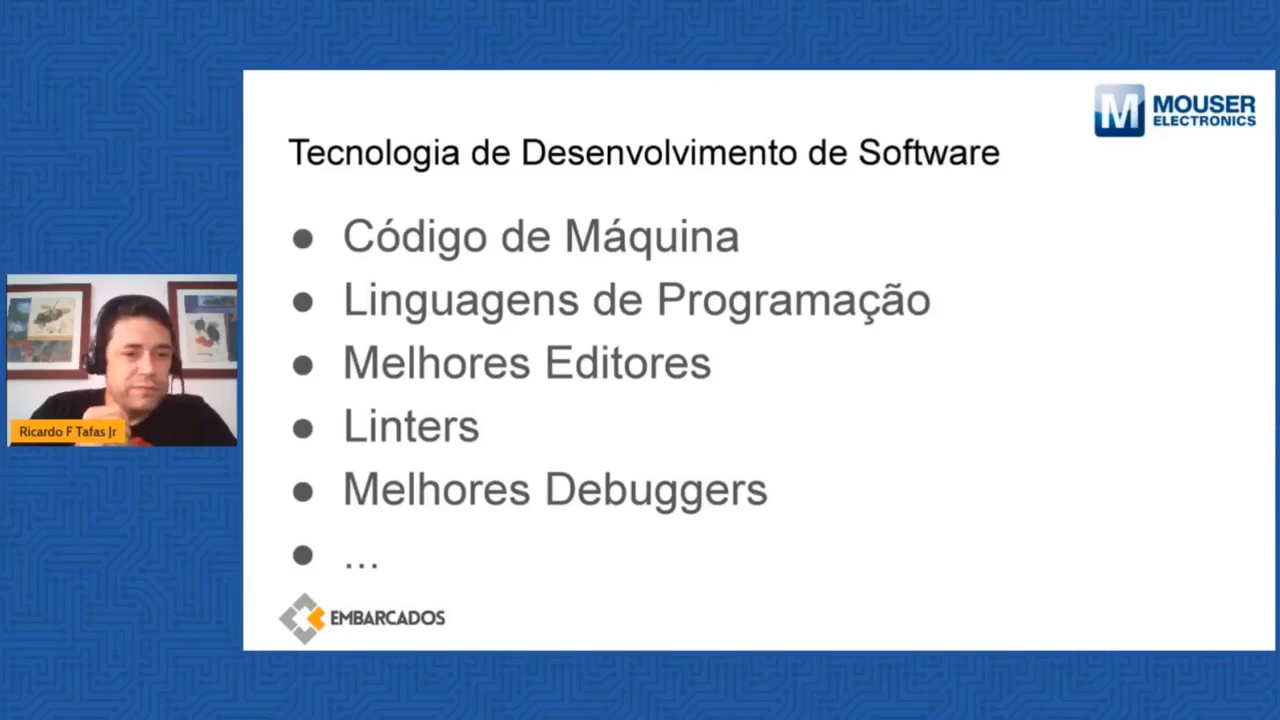 M MOUSER
ELECTRONICS
Tecnologia de Desenvolvimento de Software
● Código de Máquina
● Linguagens de Programação
● Melhores Editores
● Linters
● Melhores Debuggers
● ...
Ricardo F Tafas Jr
EMBARCADOS